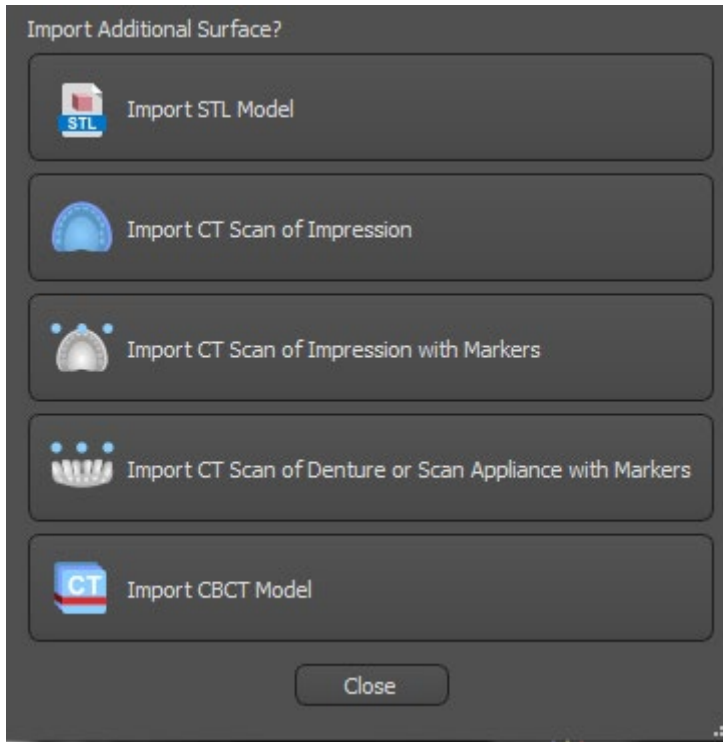 Import Additional Surface?
STL
Import STL Model
Import CT Scan of Impression
Import CT Scan of Impression with Markers
Import CT Scan of Denture or Scan Appliance with Markers
CT
Import CBCT Model
Close